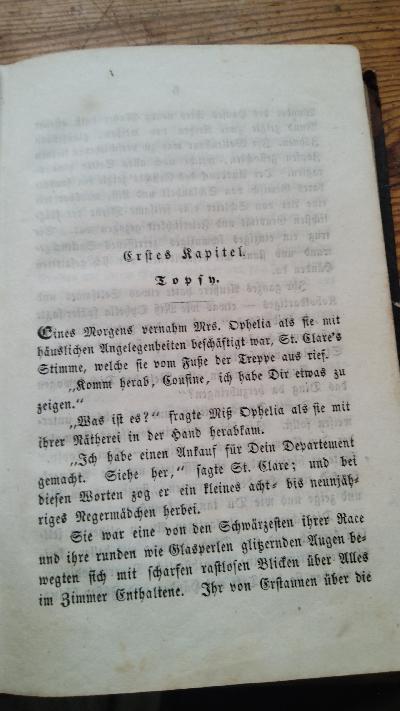 Erstes Kapitel.
Topsy.
Eines Morgens vernahm Mrs. Ophelia als sie mit
häuslichen Angelegenheiten beschäftigt war, St. Clare's
Stimme, welche sie vom Fuße der Treppe aus rief.
„Komm herab, Cousine, ich habe Dir etwas zu
zeigen.“
„Was ist es?“ fragte Miß Ophelia als sie mit
ihrer Nätherei in der Hand herabkam.
„Ich habe einen Ankauf für Dein Departement
gemacht. Siehe her,“ sagte St. Clare; und bei
diesen Worten zog er ein kleines acht- bis neunjäh-
riges Negermädchen herbei.
Sie war eine von den Schwärzesten ihrer Race
und ihre runden wie Glasperlen glitzernden Augen be-
wegten sich mit scharfen rastlosen Blicken über Alles
im Zimmer Enthaltene. Ihr von Erstaunen über die